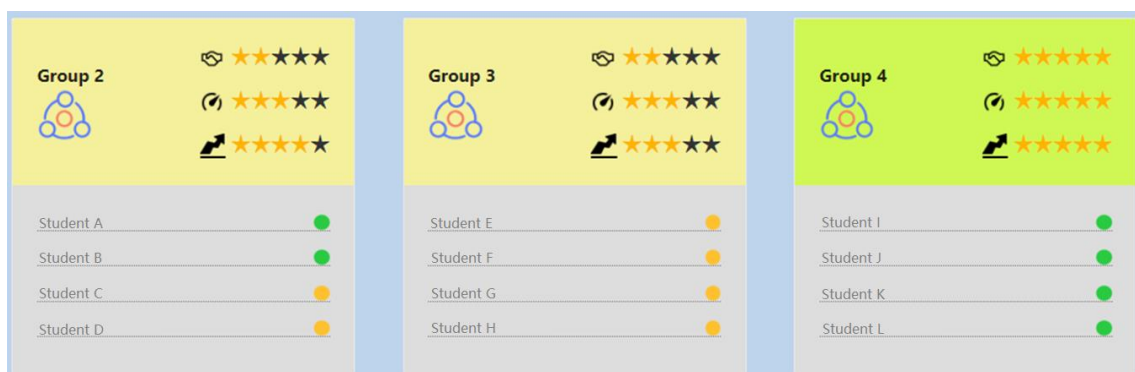 Group 2
Student A
Student B
Student C
Student D
Group 3
Student E
Student F
Student G
Student H
Group 4
Student I
Student J
Student K
Student L